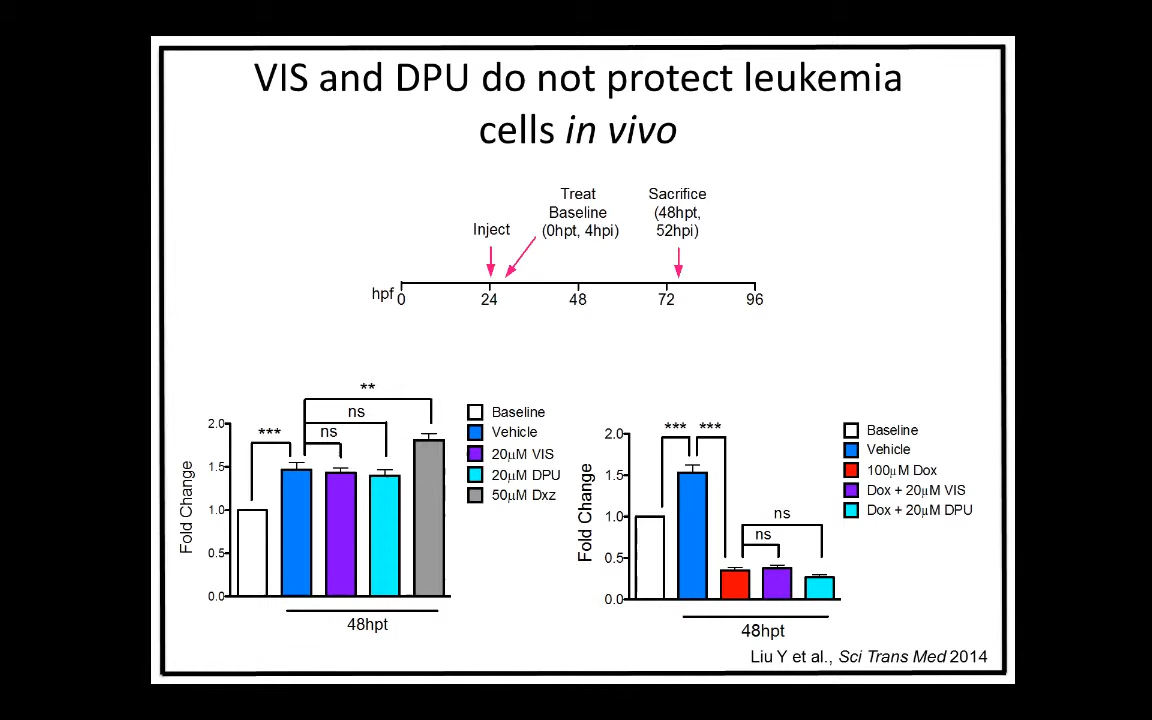 VIS and DPU do not protect leukemia
cells in vivo
Inject
Treat
Baseline
(0hpt, 4hpi)
Sacrifice
(48hpt,
52hpi)
hpf
0
24
48
72
96
Fold Change
2.0
1.5
1.0
0.5
0.0
***
ns
ns
**
48hpt
Baseline
Vehicle
20µM VIS
20µM DPU
50µM Dxz
Fold Change
2.0
1.5
1.0
0.5
0.0
***
***
ns
ns
48hpt
Baseline
Vehicle
100µM Dox
Dox + 20µM VIS
Dox + 20µM DPU
Liu Y et al., Sci Trans Med 2014